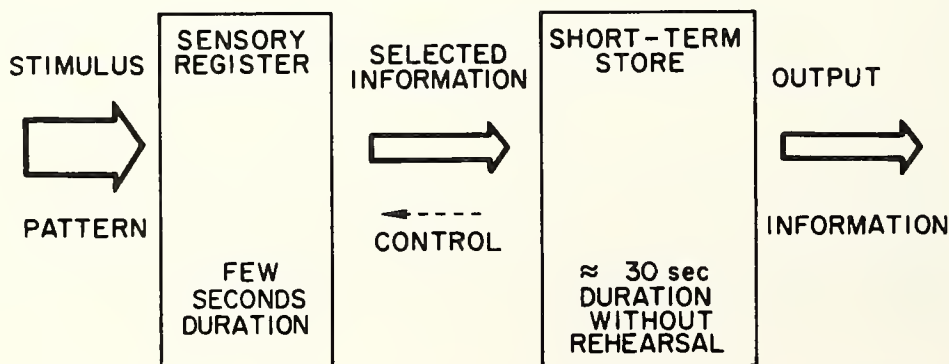 STIMULUS
PATTERN
SENSORY
REGISTER
FEW
SECONDS
DURATION
SELECTED
INFORMATION
CONTROL
SHORT-TERM
STORE
≈ 30 sec
DURATION
WITHOUT
REHEARSAL
OUTPUT
INFORMATION